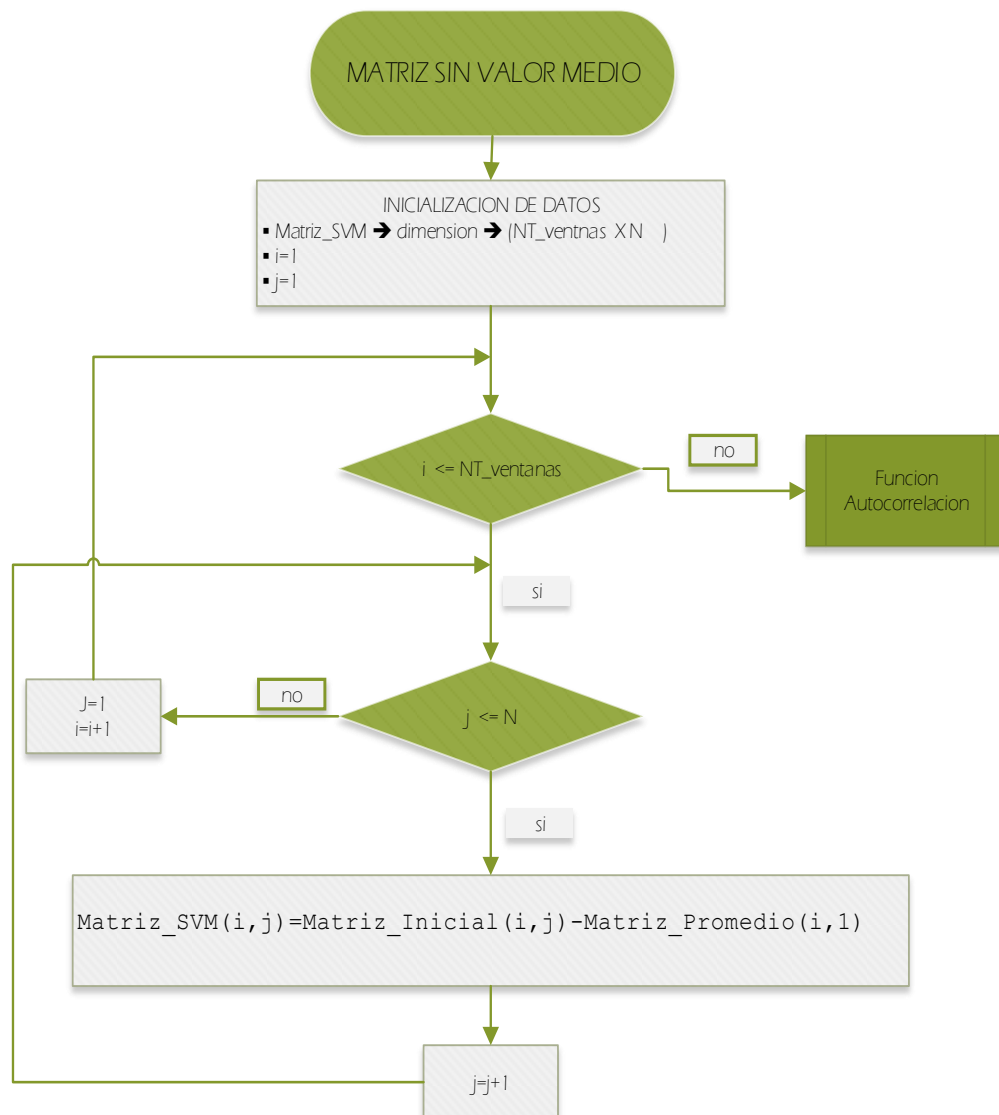 MATRIZ SIN VALOR MEDIO
INICIALIZACION DE DATOS
▪ Matriz_SVM ➔ dimension ➔ (NT_ventnas X N )
▪ i=1
▪ j=1
i <= NT_ventanas
no
Funcion
Autocorrelacion
si
j <= N
no
J=1
i=i+1
si
Matriz_SVM(i,j)=Matriz_Inicial(i,j)-Matriz_Promedio(i,1)
j=j+1